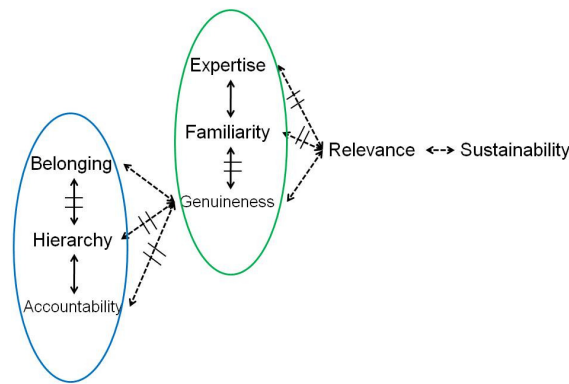 Expertise
Familiarity
Genuineness
Relevance
Sustainability
Belonging
Hierarchy
Accountability